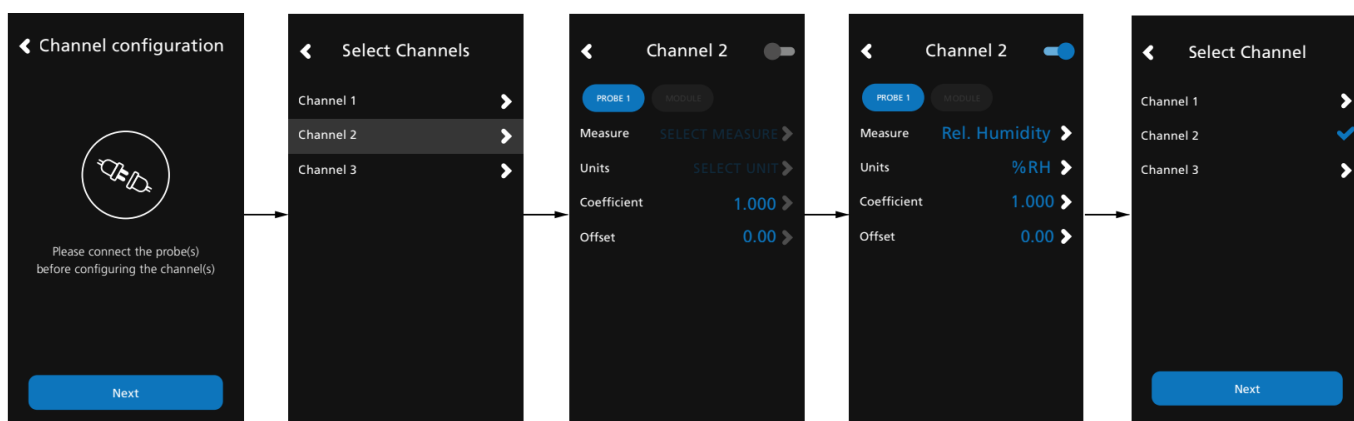 Channel configuration
Please connect the probe(s)
before configuring the channel(s)
Next
Select Channels
Channel 1
Channel 2
Channel 3
Channel 2
PROBE 1 MODULE
Measure SELECT MEASURE
Units SELECT UNIT
Coefficient 1.000
Offset 0.00
Channel 2
PROBE 1 MODULE
Measure Rel. Humidity
Units %RH
Coefficient 1.000
Offset 0.00
Select Channel
Channel 1
Channel 2
Channel 3
Next